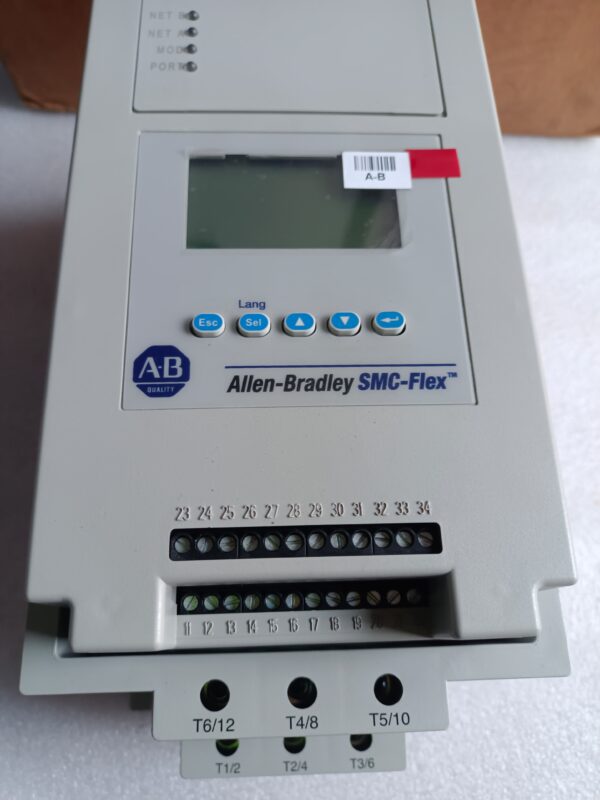 NET B
NET A
MOD
PORT
A-B
Lang
Esc Sel
A·B
QUALITY
Allen-Bradley SMC-Flex™
23 24 25 26 27 28 29 30 31 32 33 34
11 12 13 14 15 16 17 18 19 20
T6/12 T4/8 T5/10
T1/2 T2/4 T3/6